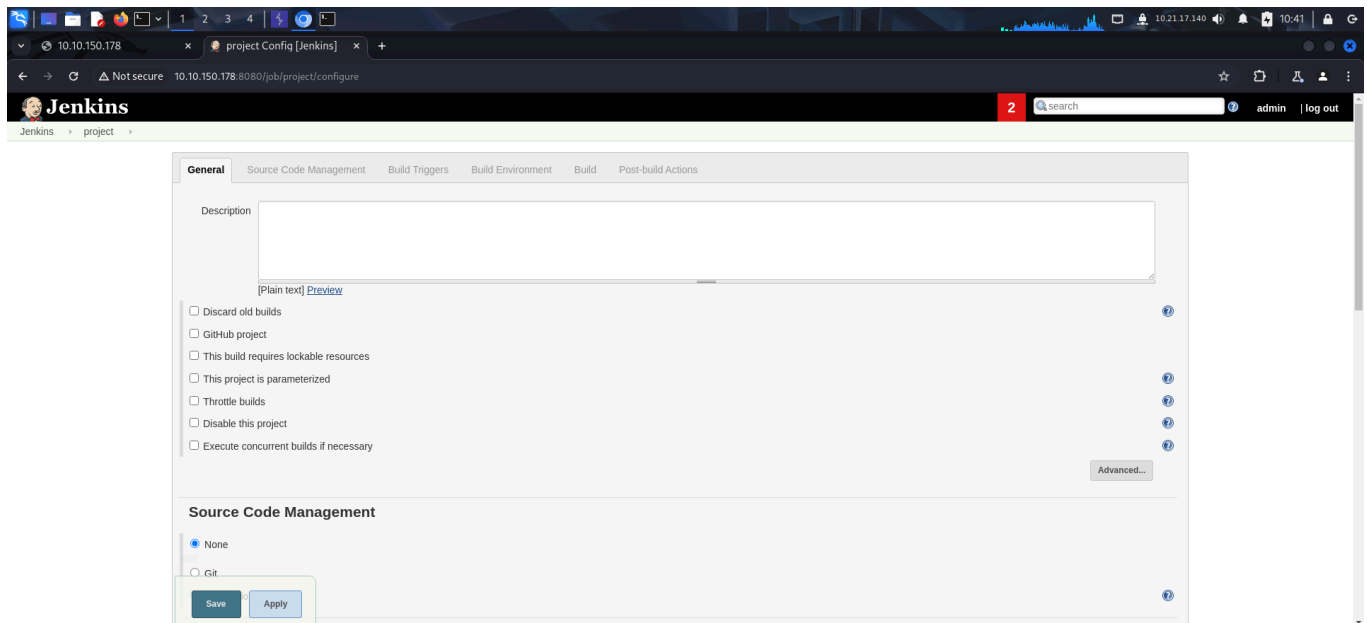 1 2 3 4 10.21.17.140 10:41
10.10.150.178 × project Config [Jenkins] × +
Not secure 10.10.150.178:8080/job/project/configure
Jenkins 2 search admin | log out
Jenkins project
General Source Code Management Build Triggers Build Environment Build Post-build Actions
Description
[Plain text] Preview
Discard old builds
GitHub project
This build requires lockable resources
This project is parameterized
Throttle builds
Disable this project
Execute concurrent builds if necessary
Advanced...
Source Code Management
None
Git
Save Apply